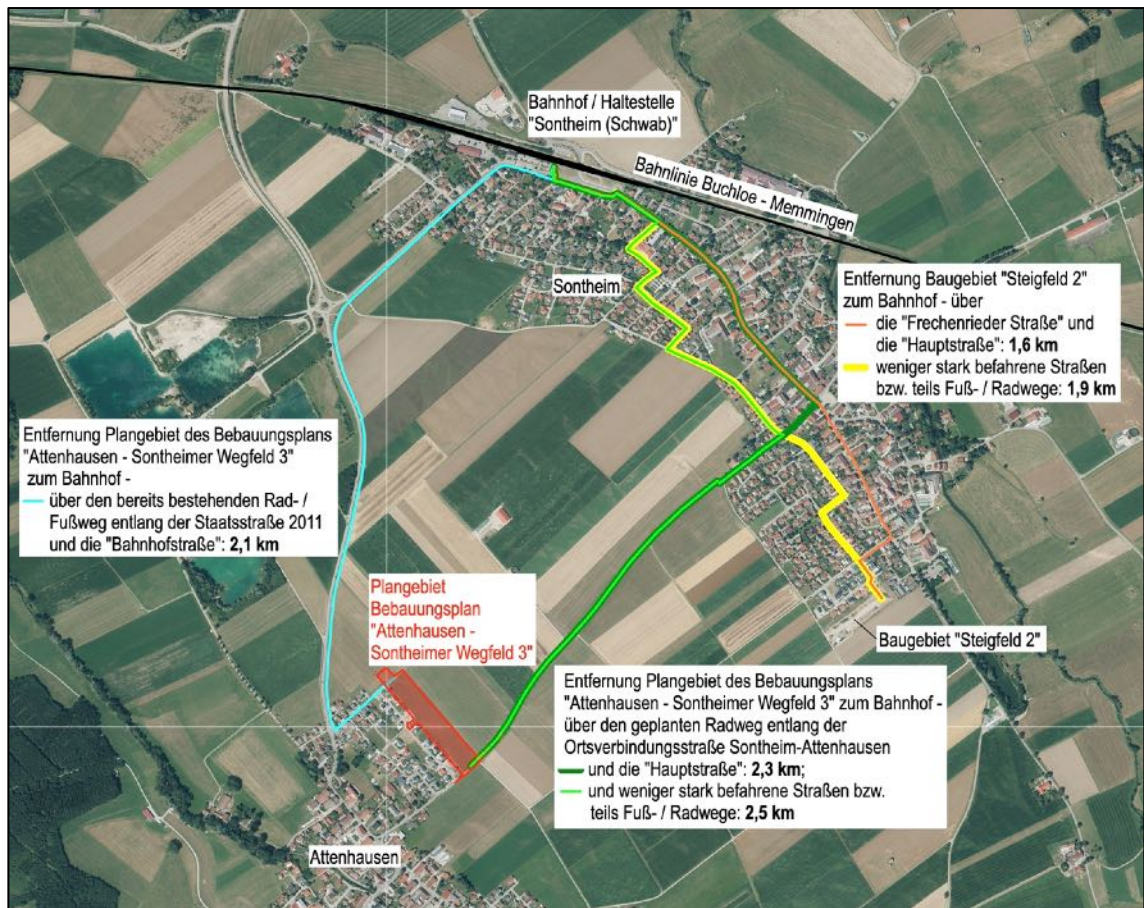 Bahnhof / Haltestelle
"Sontheim (Schwab)"
Bahnlinie Buchloe - Memmingen
Sontheim
Entfernung Baugebiet "Steigfeld 2"
zum Bahnhof - über
die "Frechenrieder Straße" und
die "Hauptstraße": 1,6 km
weniger stark befahrene Straßen
bzw. teils Fuß- / Radwege: 1,9 km
Entfernung Plangebiet des Bebauungsplans
"Attenhausen - Sontheimer Wegfeld 3"
zum Bahnhof -
über den bereits bestehenden Rad- /
Fußweg entlang der Staatsstraße 2011
und die "Bahnhofstraße": 2,1 km
Plangebiet
Bebauungsplan
"Attenhausen -
Sontheimer Wegfeld 3"
Baugebiet "Steigfeld 2"
Entfernung Plangebiet des Bebauungsplans
"Attenhausen - Sontheimer Wegfeld 3" zum Bahnhof -
über den geplanten Radweg entlang der
Ortsverbindungsstraße Sontheim-Attenhausen
und die "Hauptstraße": 2,3 km;
und weniger stark befahrene Straßen bzw.
teils Fuß- / Radwege: 2,5 km
Attenhausen